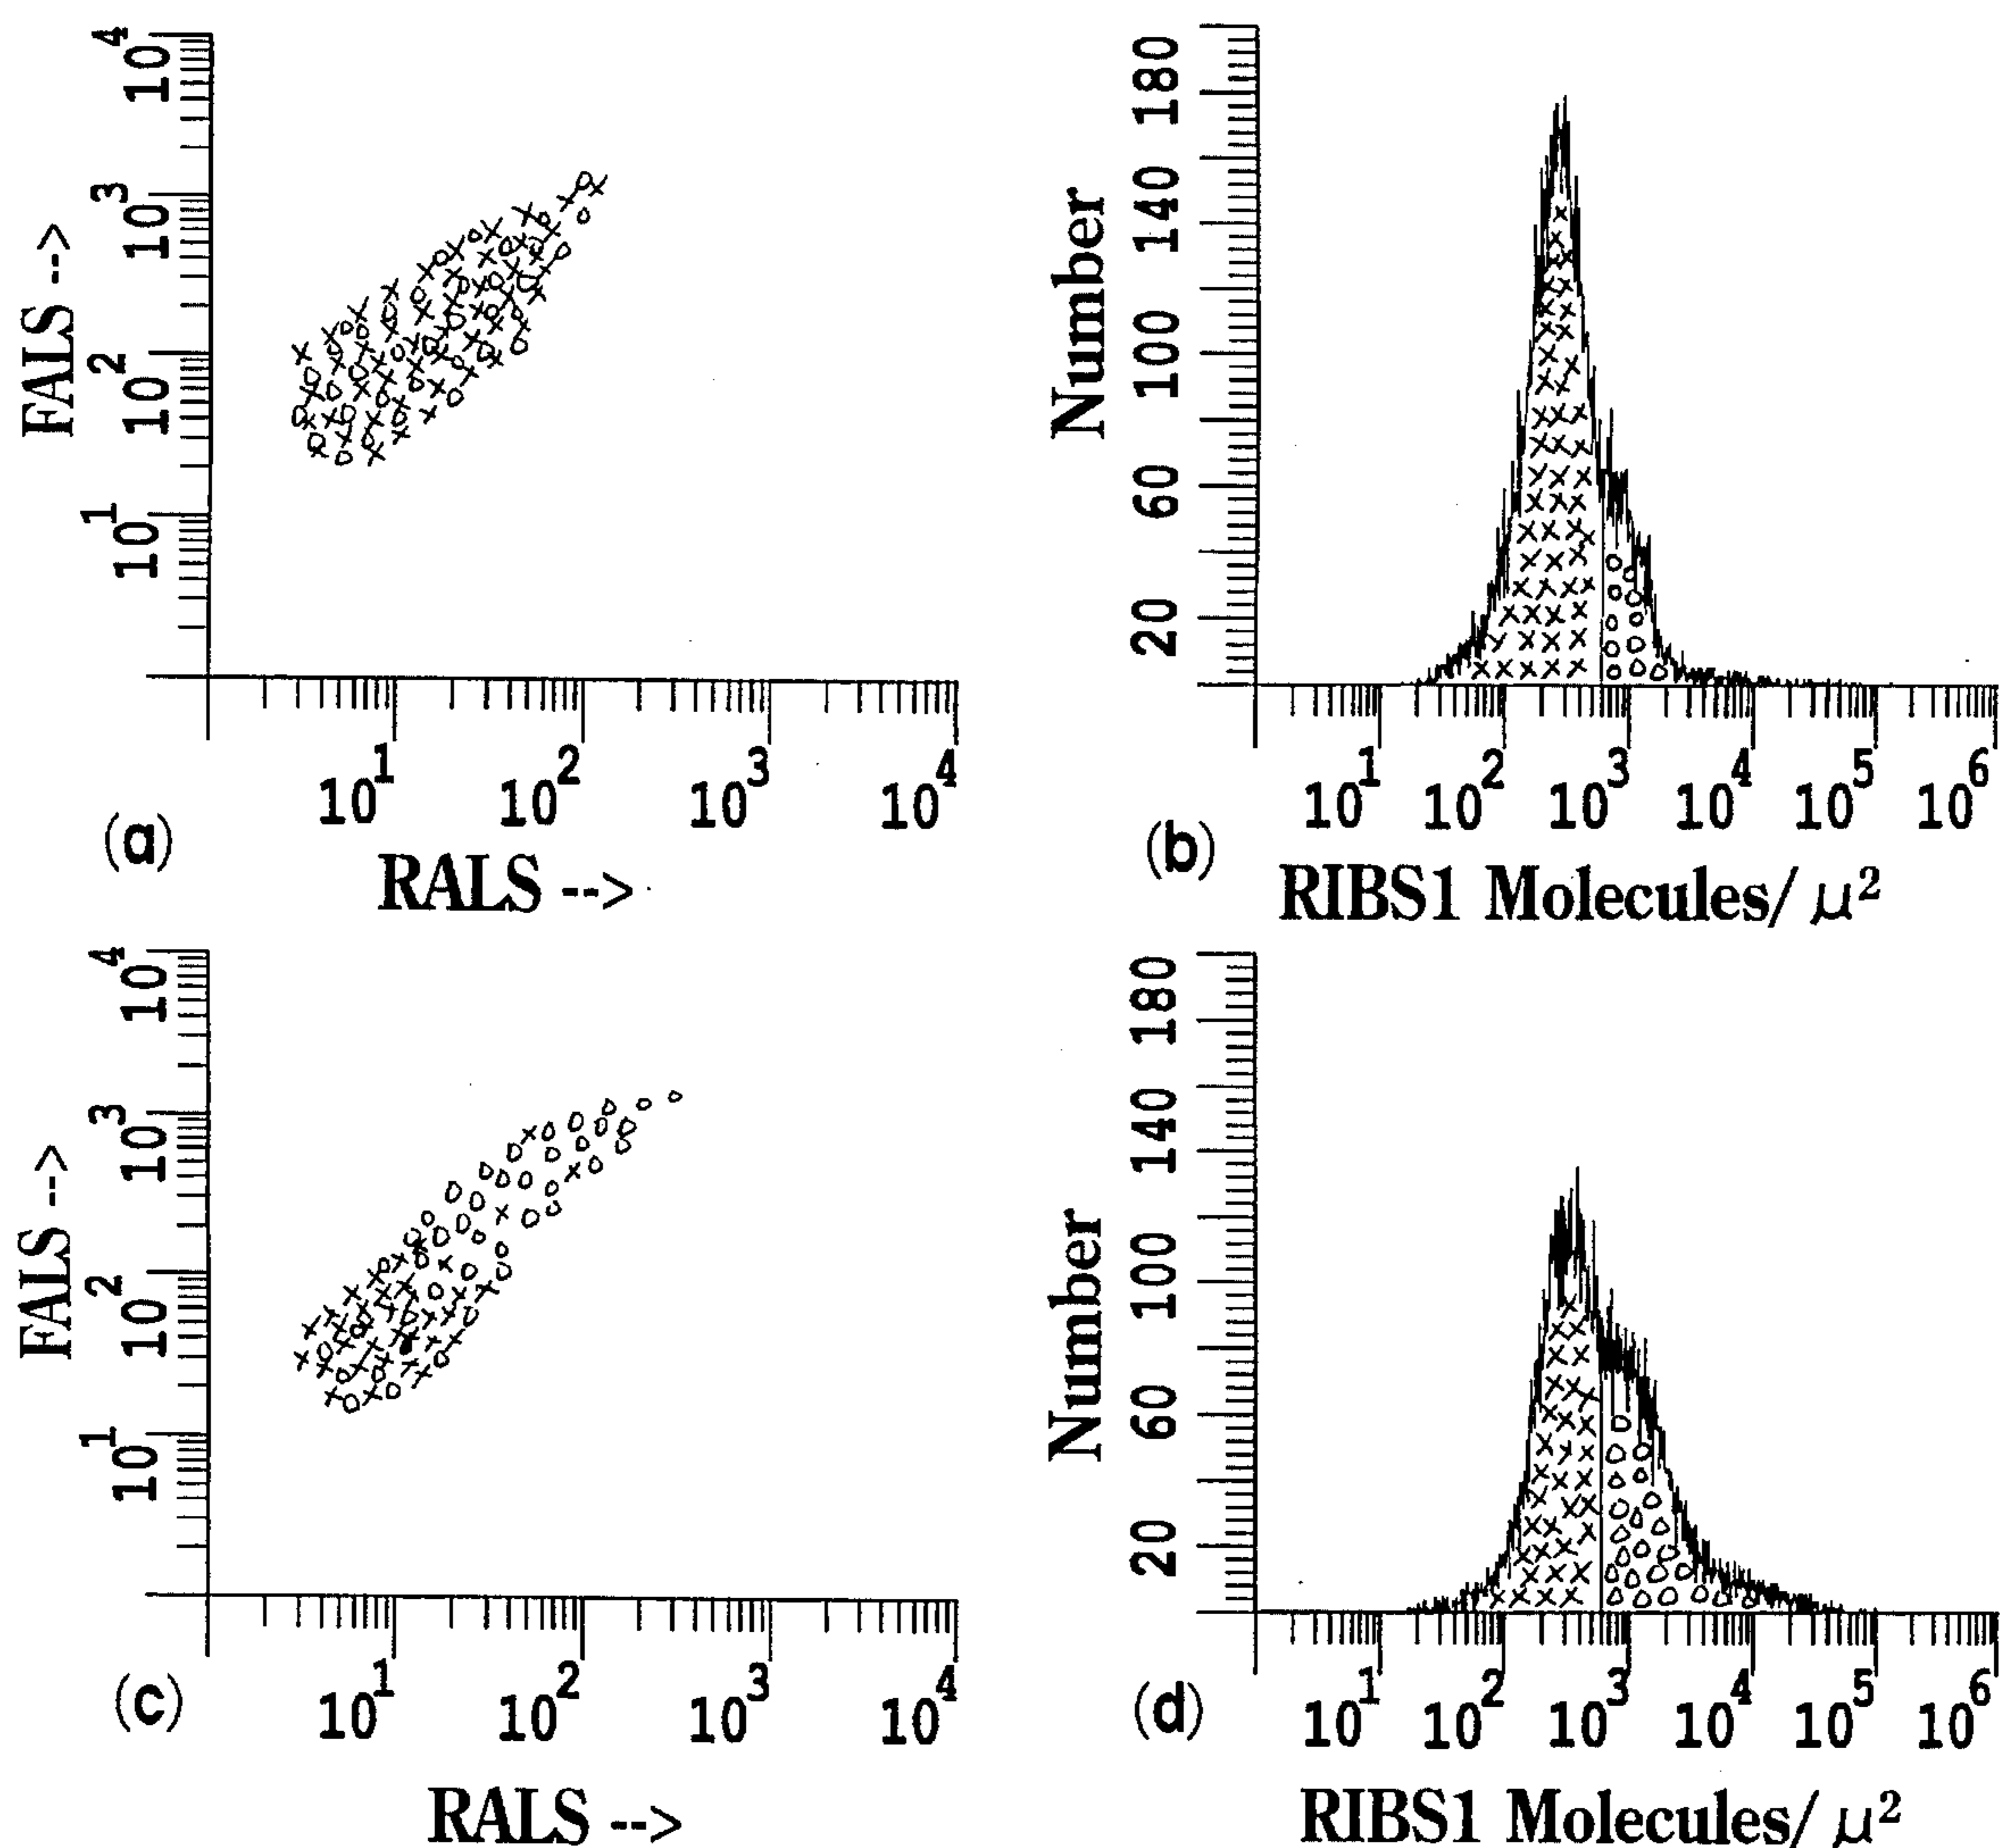 FALS -->
10^4
10^3
10^2
10^1
10^1 10^2 10^3 10^4
(a)
RALS -->
Number
180
140
100
60
20
10^1 10^2 10^3 10^4 10^5 10^6
(b)
RIBS1 Molecules/ μ²
FALS -->
10^4
10^3
10^2
10^1
10^1 10^2 10^3 10^4
(c)
RALS -->
Number
180
140
100
60
20
10^1 10^2 10^3 10^4 10^5 10^6
(d)
RIBS1 Molecules/ μ²